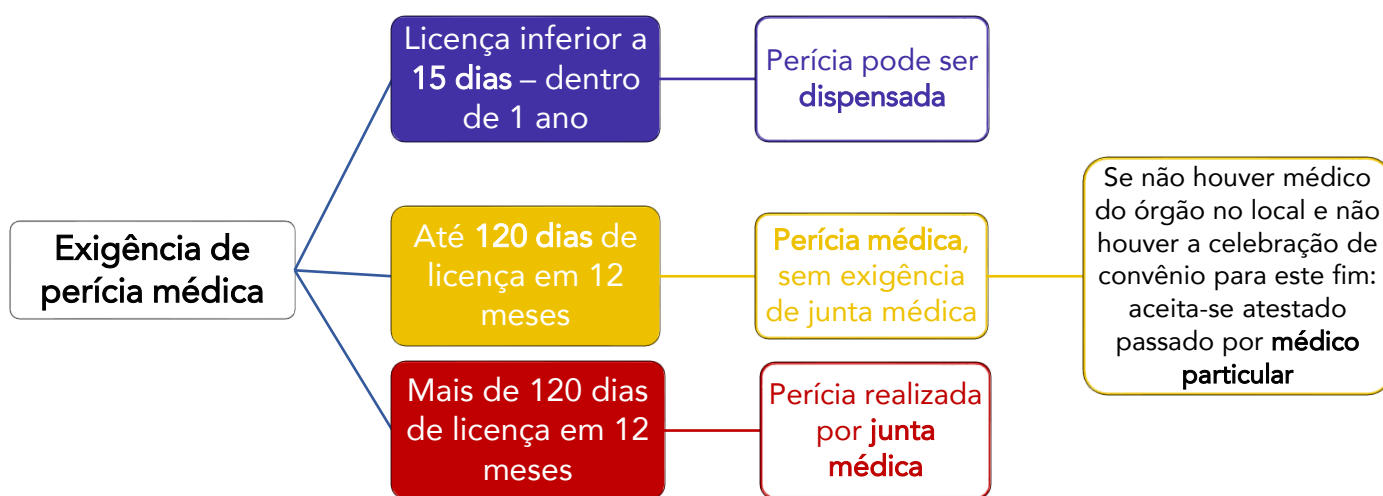 Exigência de
perícia médica
Licença inferior a
15 dias – dentro
de 1 ano
Perícia pode ser
dispensada
Até 120 dias de
licença em 12
meses
Perícia médica,
sem exigência
de junta médica
Se não houver médico
do órgão no local e não
houver a celebração de
convênio para este fim:
aceita-se atestado
passado por médico
particular
Mais de 120 dias
de licença em 12
meses
Perícia realizada
por junta
médica